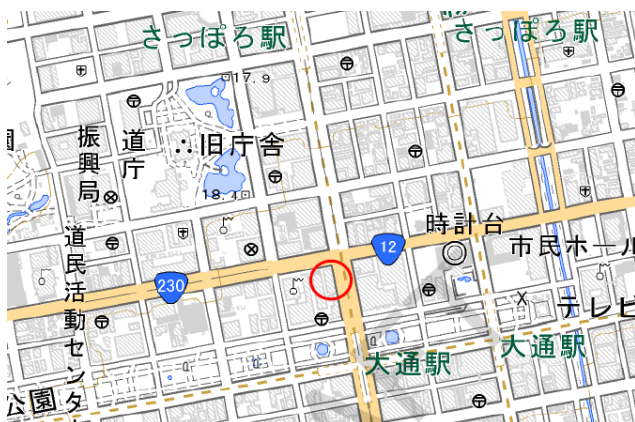 さっぽろ駅
さっぽろ駅
17.9
園
振興局
道庁
旧庁舎
18.4
時計台
市民ホール
12
230
道民活動センター
テレビ
大通駅
大通駅
公園